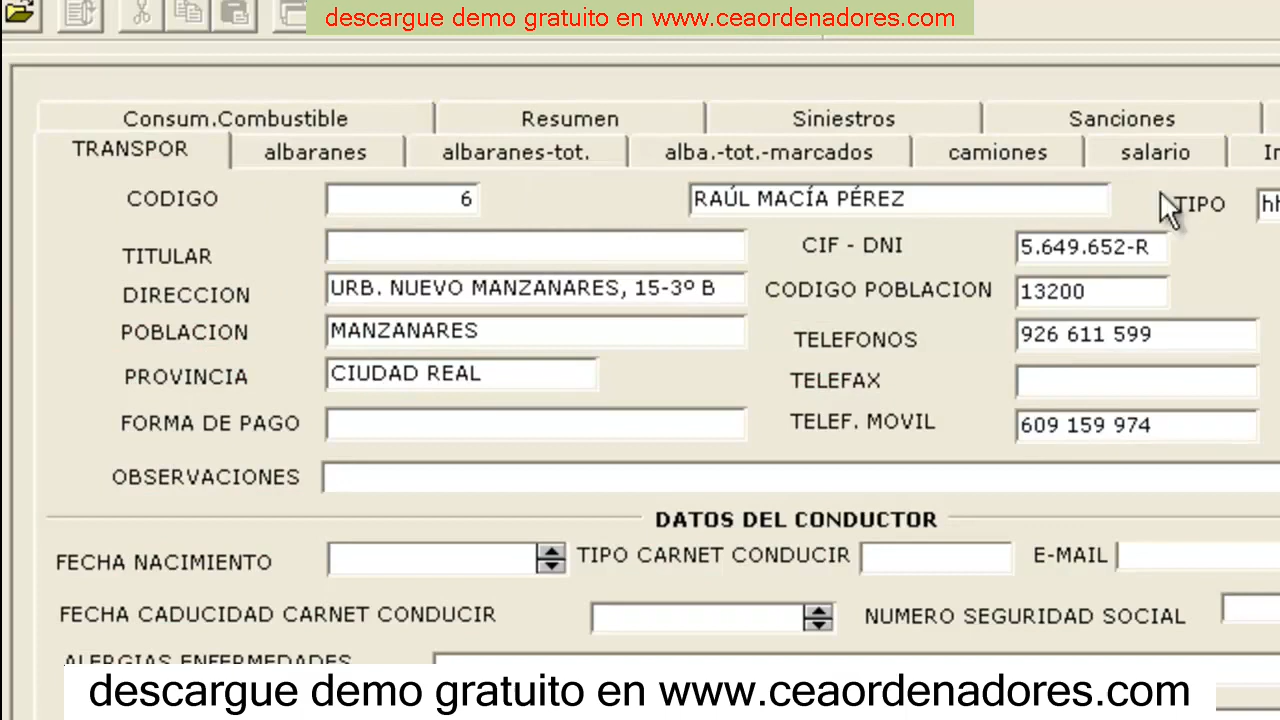 descargue demo gratuito en www.ceaordenadores.com
Consum.Combustible Resumen Siniestros Sanciones
TRANSPOR albaranes albaranes-tot. alba.-tot.-marcados camiones salario
CODIGO 6 RAÚL MACÍA PÉREZ TIPO
TITULAR CIF - DNI 5.649.652-R
DIRECCION URB. NUEVO MANZANARES, 15-3º B CODIGO POBLACION 13200
POBLACION MANZANARES TELEFONOS 926 611 599
PROVINCIA CIUDAD REAL TELEFAX
FORMA DE PAGO TELEF. MOVIL 609 159 974
OBSERVACIONES
DATOS DEL CONDUCTOR
FECHA NACIMIENTO TIPO CARNET CONDUCIR E-MAIL
FECHA CADUCIDAD CARNET CONDUCIR NUMERO SEGURIDAD SOCIAL
ALERGIAS ENFERMEDADES
descargue demo gratuito en www.ceaordenadores.com